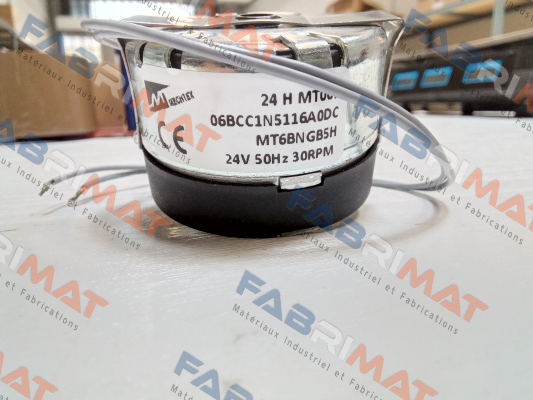 24 H MT06
MECHTEX
06BCC1N5116A0DC
CE
MT6BNGB5H
24V 50Hz 30RPM
FABRIMAT
Matériaux Industriel et Fabrications